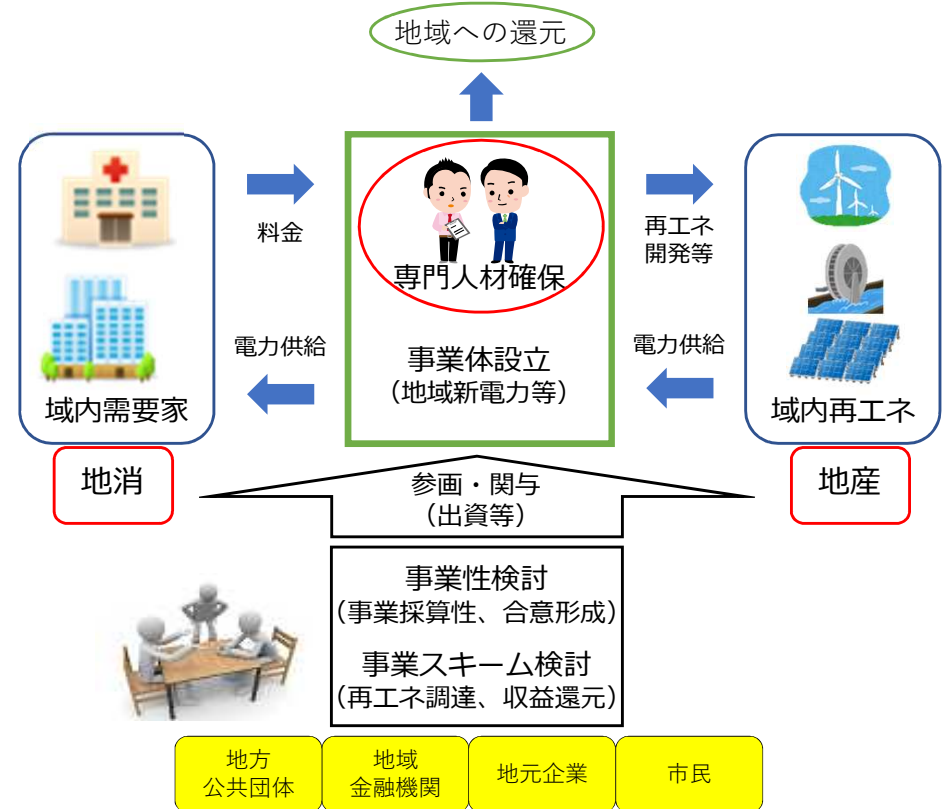 地域への還元
料金
専門人材確保
再エネ
開発等
電力供給
事業体設立
(地域新電力等)
電力供給
域内需要家
域内再エネ
地消
参画・関与
(出資等)
地産
事業性検討
(事業採算性、合意形成)
事業スキーム検討
(再エネ調達、収益還元)
地方
公共団体
地域
金融機関
地元企業
市民